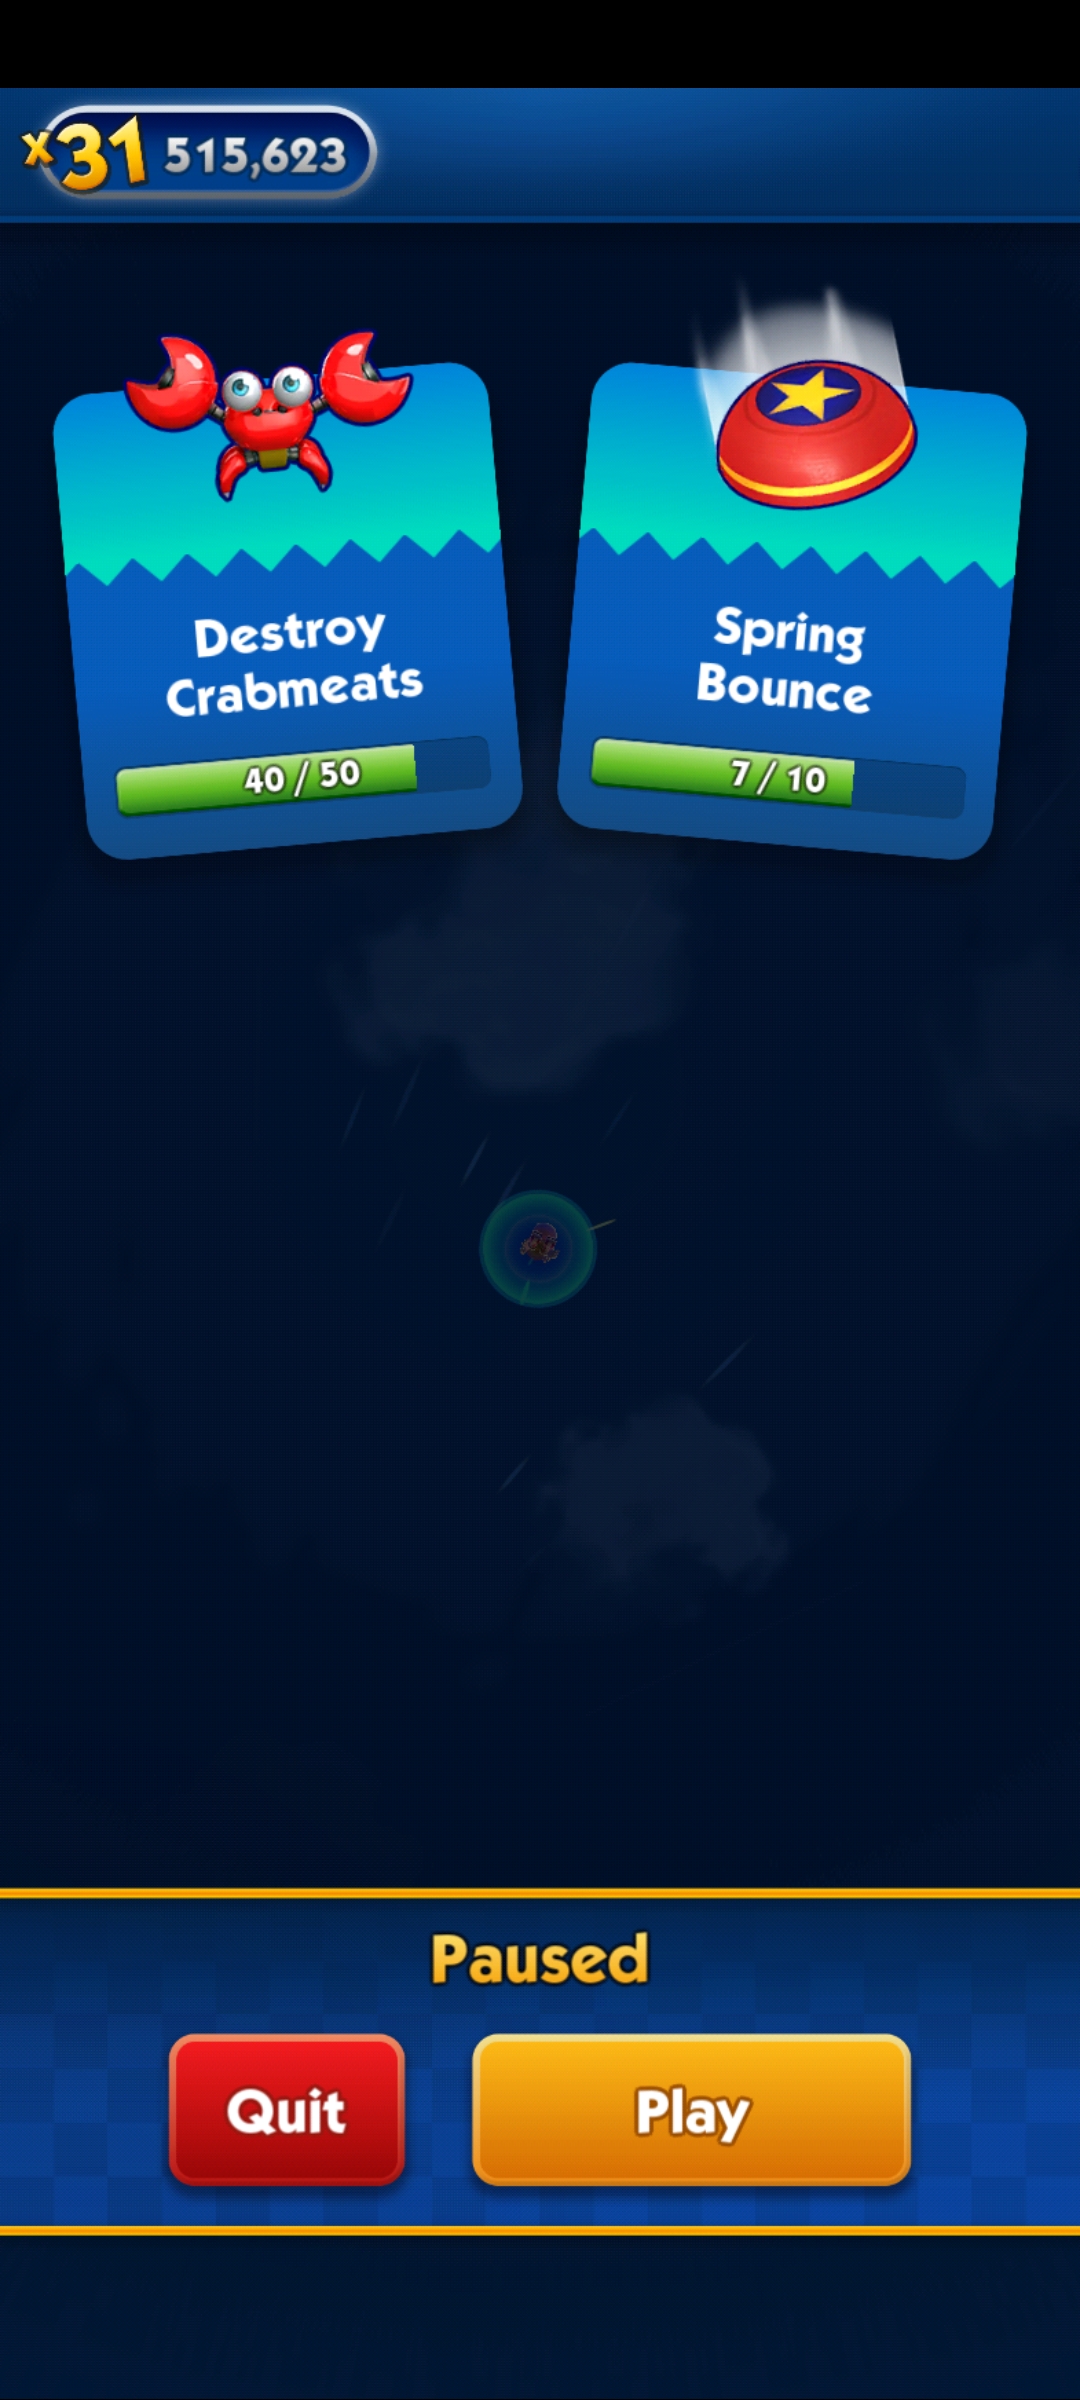 x31 515,623
Destroy
Crabmeats
40 / 50
Spring
Bounce
7 / 10
Paused
Quit
Play